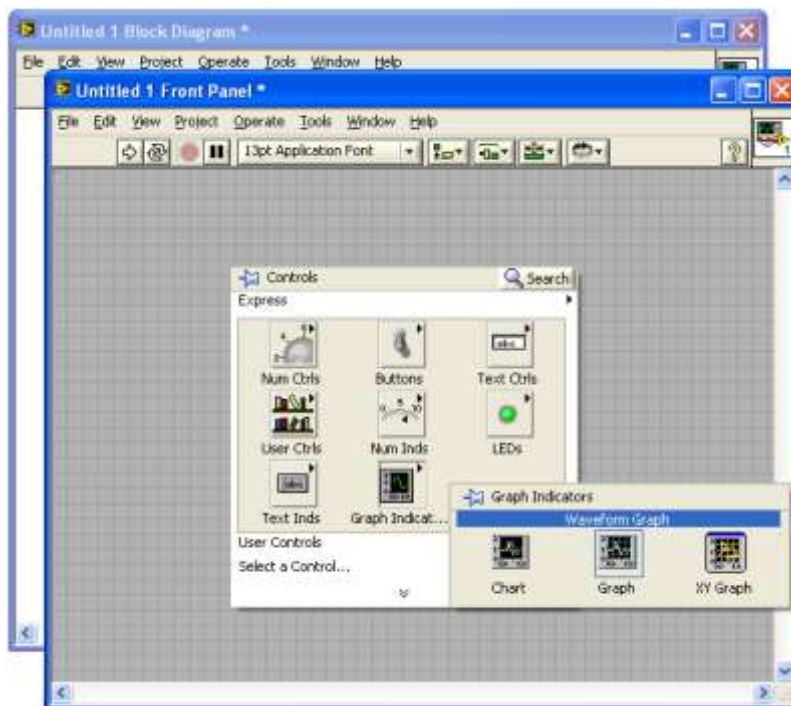 Untitled 1 Block Diagram *
File Edit View Project Operate Tools Window Help
Untitled 1 Front Panel *
File Edit View Project Operate Tools Window Help
13pt Application Font
Controls
Search
Express
Num Ctrls Buttons Text Ctrls
User Ctrls Num Inds LEDs
Text Inds Graph Indicat...
User Controls
Select a Control...
Graph Indicators
Waveform Graph
Chart Graph XY Graph